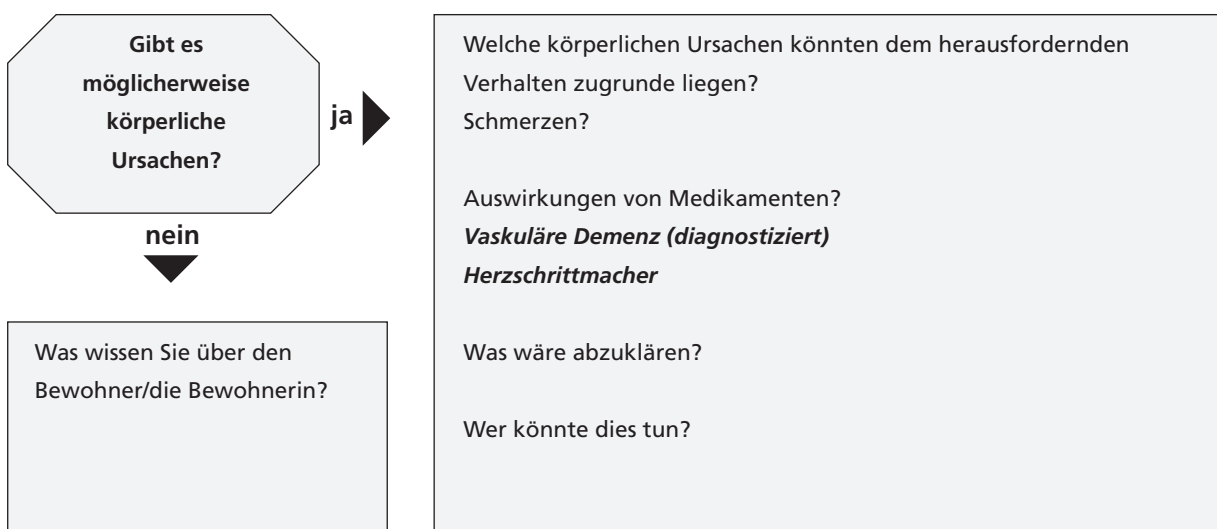 Gibt es
möglicherweise
körperliche
Ursachen?
ja
nein
Was wissen Sie über den
Bewohner/die Bewohnerin?
Welche körperlichen Ursachen könnten dem herausfordernden
Verhalten zugrunde liegen?
Schmerzen?
Auswirkungen von Medikamenten?
Vaskuläre Demenz (diagnostiziert)
Herzschrittmacher
Was wäre abzuklären?
Wer könnte dies tun?